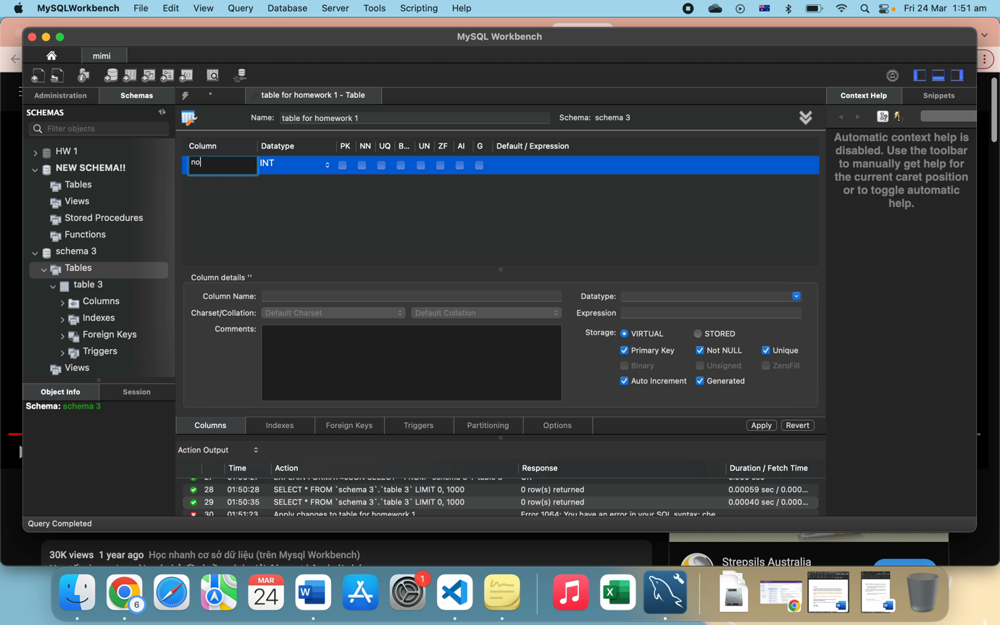 MySQLWorkbench File Edit View Query Database Server Tools Scripting Help
Fri 24 Mar 1:51 am
MySQL Workbench
mimi
Administration Schemas
table for homework 1 - Table
Context Help Snippets
SCHEMAS
Filter objects
Name: table for homework 1 Schema: schema 3
HW 1
NEW SCHEMA!!
Tables
Views
Stored Procedures
Functions
schema 3
Tables
table 3
Columns
Indexes
Foreign Keys
Triggers
Views
Column Datatype PK NN UQ B... UN ZF AI G Default / Expression
no INT
Automatic context help is
disabled. Use the toolbar
to manually get help for
the current caret position
or to toggle automatic
help.
Column details ''
Column Name:
Datatype:
Charset/Collation: Default Charset Default Collation
Expression
Comments:
Storage: VIRTUAL STORED
Primary Key Not NULL Unique
Binary Unsigned ZeroFill
Auto Increment Generated
Object Info Session
Schema: schema 3
Columns Indexes Foreign Keys Triggers Partitioning Options Apply Revert
Action Output
Time Action Response Duration / Fetch Time
28 01:50:28 SELECT * FROM `schema 3`.`table 3` LIMIT 0, 1000 0 row(s) returned 0.00059 sec / 0.000...
29 01:50:35 SELECT * FROM `schema 3`.`table 3` LIMIT 0, 1000 0 row(s) returned 0.00040 sec / 0.000...
30 01:51:23 Apply changes to table for homework 1 Error 1064: You have an error in your SQL syntax; che
Query Completed
30K views 1 year ago Học nhanh cơ sở dữ liệu (trên Mysql Workbench)
Strepsils Australia
MAR
24
6
1